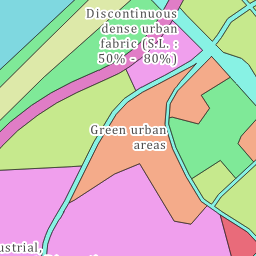 Discontinuous
dense urban
fabric (S.L. :
50% - 80%)
Green urban
areas
ustrial,